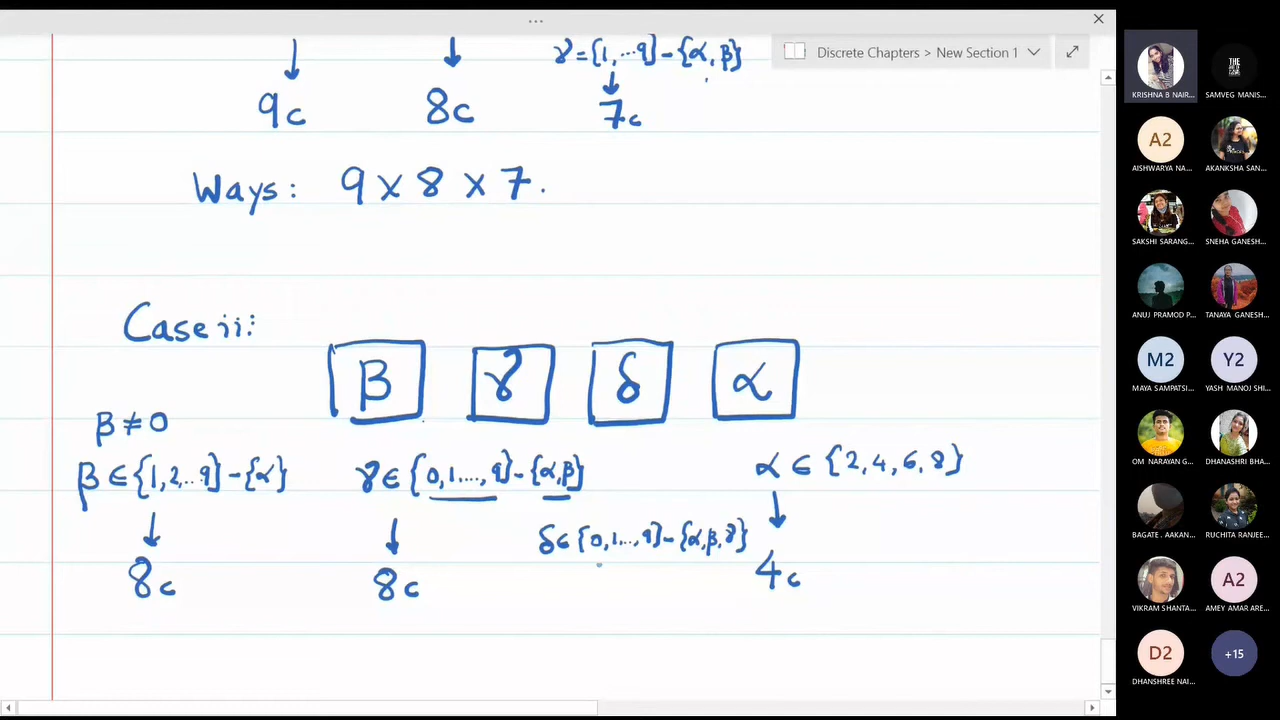 ...
Discrete Chapters > New Section 1
γ = {1, ...9} - {α, β}
9c 8c 7c
Ways: 9 x 8 x 7.
Case ii:
β γ δ α
β ≠ 0
β ∈ {1, 2, ..9} - {α} γ ∈ {0, 1..., 9} - {α, β} α ∈ {2, 4, 6, 8}
δ ∈ {0, 1..., 9} - {α, β, γ}
8c 8c 4c
KRISHNA B NAIR...
SAMVEG MANIS...
A2
AISHWARYA NA...
AKANKSHA SAN...
SAKSHI SARANG...
SNEHA GANESH...
ANUJ PRAMOD P...
TANAYA GANESH...
M2
MAYA SAMPATSI...
Y2
YASH MANOJ SHI...
OM NARAYAN G...
DHANASHRI BHA...
BAGATE . AAKAN...
RUCHITA RANJEE...
VIKRAM SHANTA...
A2
AMEY AMAR ARE...
D2
DHANSHREE NAI...
+15